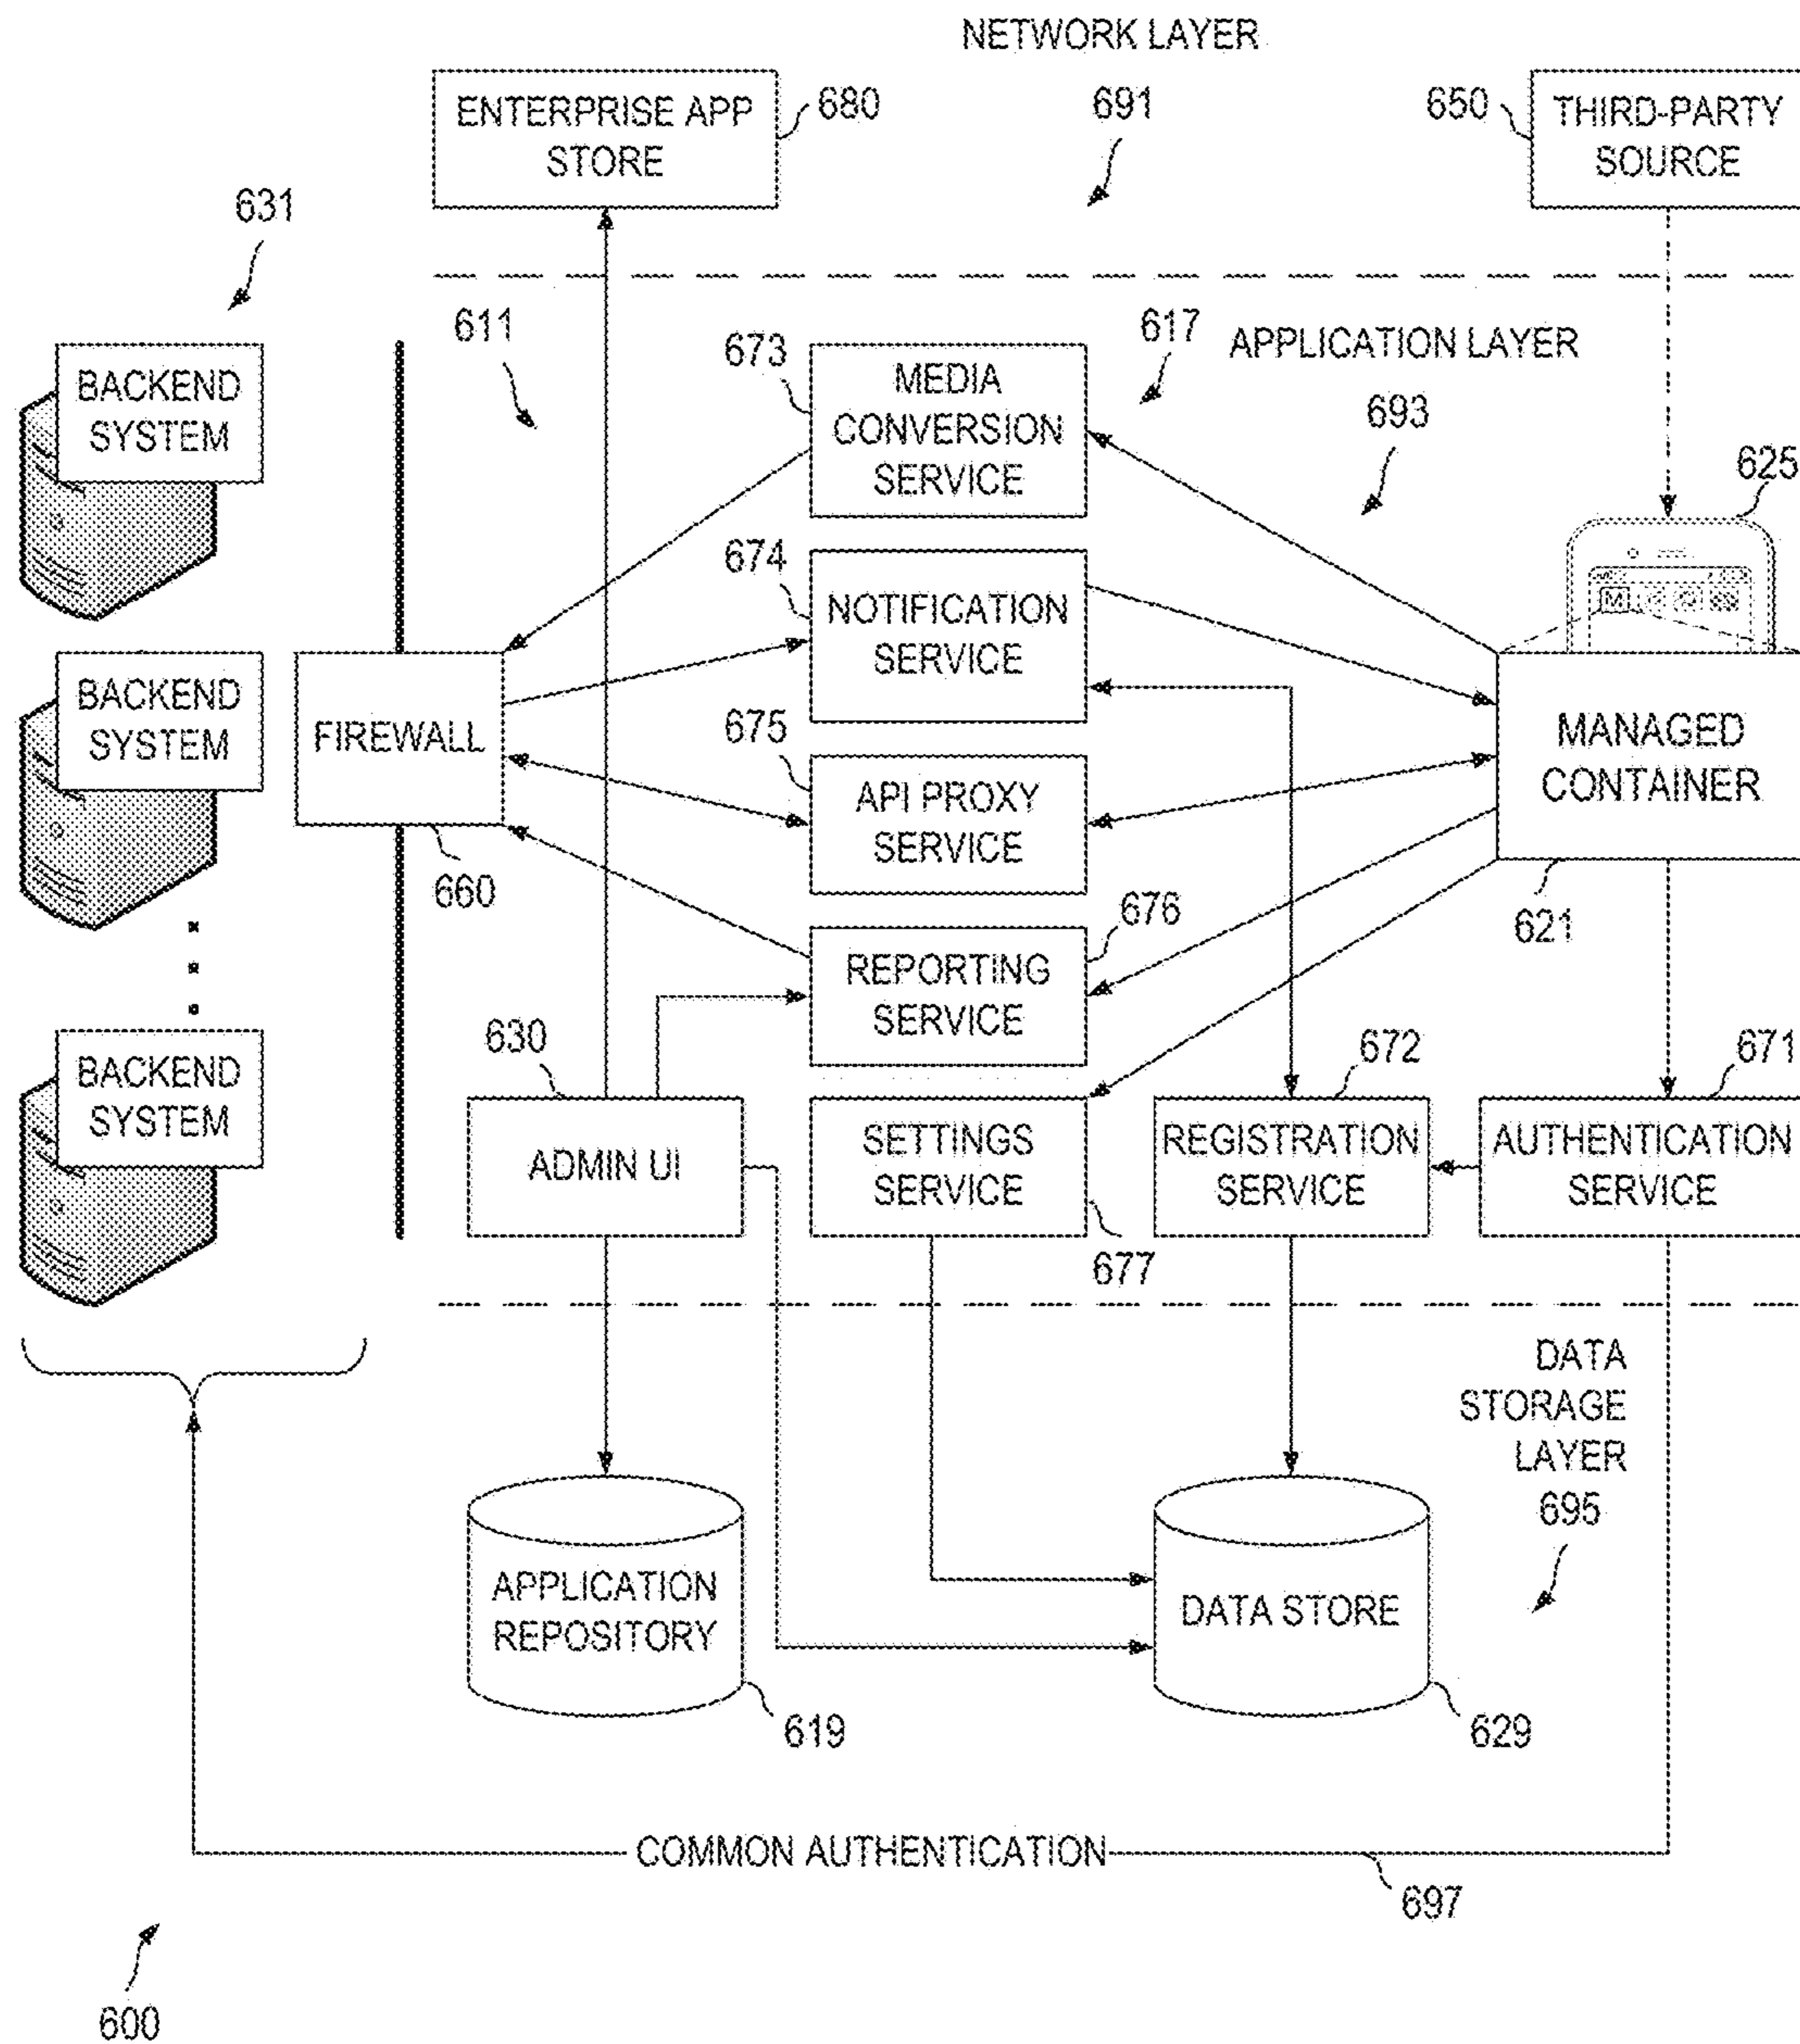 NETWORK LAYER
691
ENTERPRISE APP
STORE
680
650
THIRD-PARTY
SOURCE
631
611
673
617
APPLICATION LAYER
693
BACKEND
SYSTEM
MEDIA
CONVERSION
SERVICE
625
M
674
NOTIFICATION
SERVICE
BACKEND
SYSTEM
FIREWALL
660
675
API PROXY
SERVICE
MANAGED
CONTAINER
621
676
REPORTING
SERVICE
BACKEND
SYSTEM
630
ADMIN UI
SETTINGS
SERVICE
677
672
REGISTRATION
SERVICE
671
AUTHENTICATION
SERVICE
DATA
STORAGE
LAYER
695
APPLICATION
REPOSITORY
619
DATA STORE
629
COMMON AUTHENTICATION
697
600